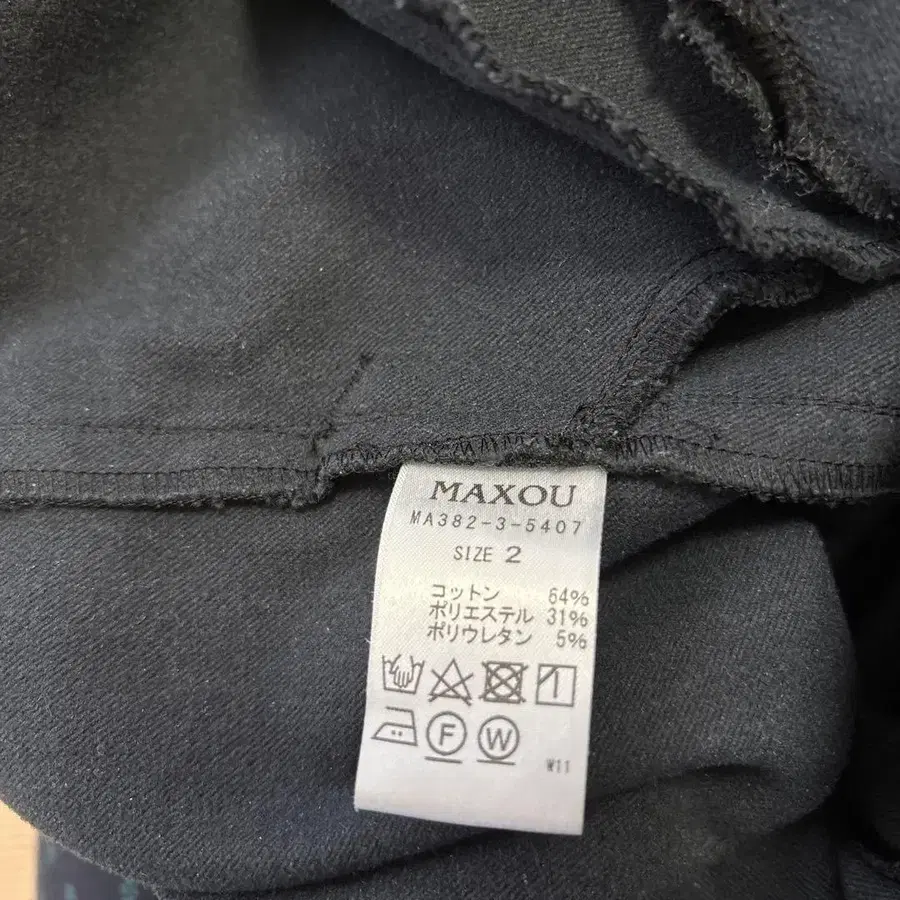 MAXOU
MA382-3-5407
SIZE 2
コットン 64%
ポリエステル 31%
ポリウレタン 5%
F W
W11